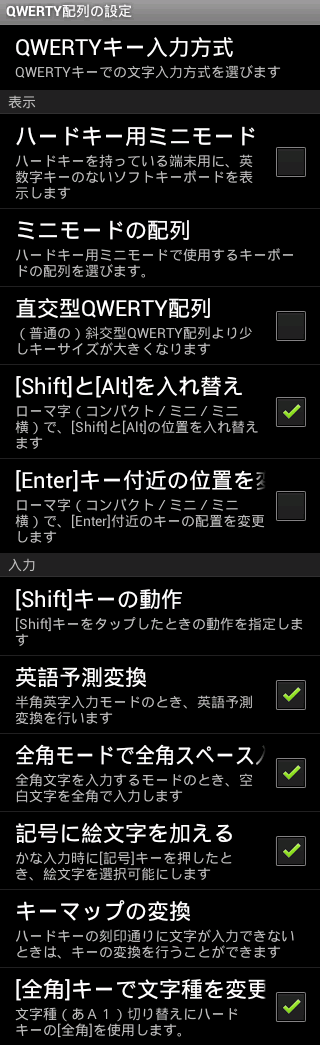 QWERTY配列の設定
QWERTYキー入力方式
QWERTYキーでの文字入力方式を選びます
表示
ハードキー用ミニモード
ハードキーを持っている端末用に、英
数字キーのないソフトキーボードを表
示します
ミニモードの配列
ハードキー用ミニモードで使用するキーボー
ドの配列を選びます。
直交型QWERTY配列
（普通の）斜交型QWERTY配列より少
しキーサイズが大きくなります
[Shift]と[Alt]を入れ替え
ローマ字（コンパクト／ミニ／ミニ
横）で、[Shift]と[Alt]の位置を入れ替え
ます
[Enter]キー付近の位置を変
ローマ字（コンパクト／ミニ／ミニ
横）で、[Enter]付近のキーの配置を変更
します
入力
[Shift]キーの動作
[Shift]キーをタップしたときの動作を指定しま
す
英語予測変換
半角英字入力モードのとき、英語予測
変換を行います
全角モードで全角スペース入
全角文字を入力するモードのとき、空
白文字を全角で入力します
記号に絵文字を加える
かな入力時に[記号]キーを押したと
き、絵文字を選択可能にします
キーマップの変換
ハードキーの刻印通りに文字が入力できない
ときは、キーの変換を行うことができます
[全角]キーで文字種を変更
文字種（あＡ１）切り替えにハード
キーの[全角]を使用します。